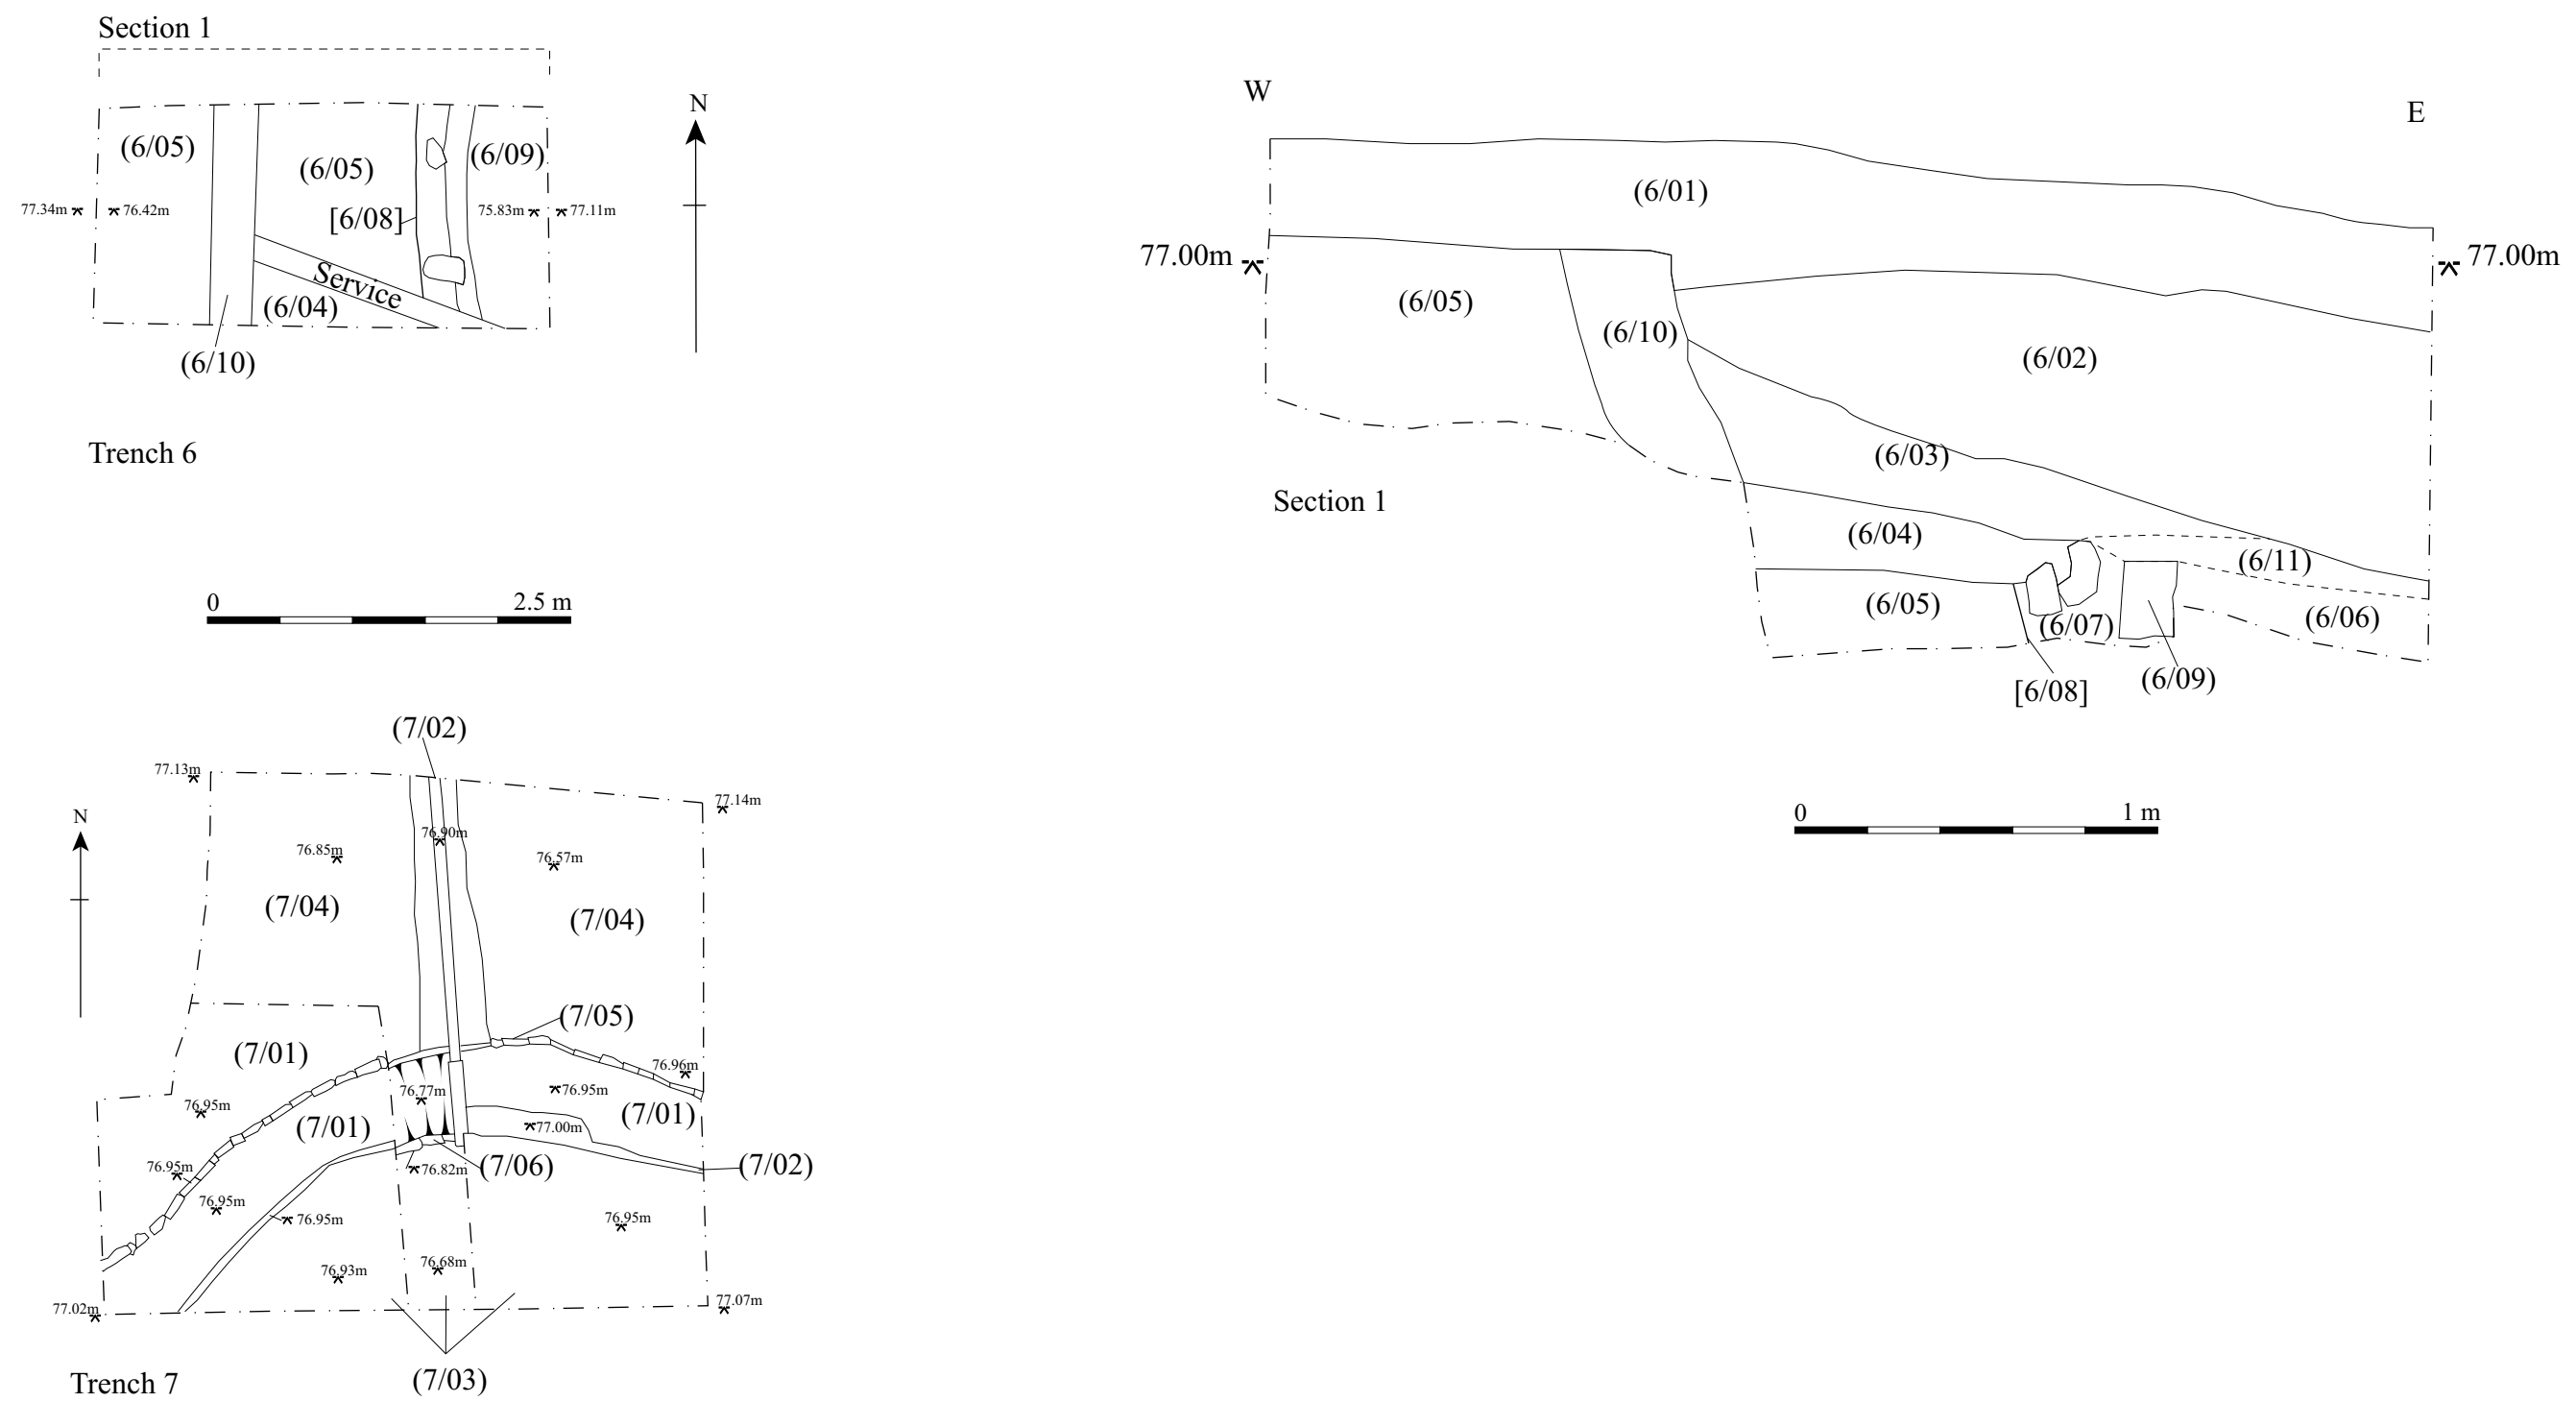 Section 1
(6/05)
(6/05)
(6/09)
[6/08]
77.34m
76.42m
75.83m
77.11m
Service
(6/04)
(6/10)
N
Trench 6
0 2.5 m
W
E
(6/01)
77.00m
77.00m
(6/05)
(6/10)
(6/02)
(6/03)
Section 1
(6/04)
(6/11)
(6/05)
(6/07)
(6/06)
[6/08]
(6/09)
0 1 m
(7/02)
77.13m
77.14m
N
76.90m
76.85m
76.57m
(7/04)
(7/04)
(7/05)
(7/01)
76.96m
76.77m
76.95m
76.95m
(7/01)
(7/01)
77.00m
76.95m
76.82m
(7/06)
(7/02)
76.95m
76.95m
76.95m
76.93m
76.68m
77.02m
77.07m
(7/03)
Trench 7